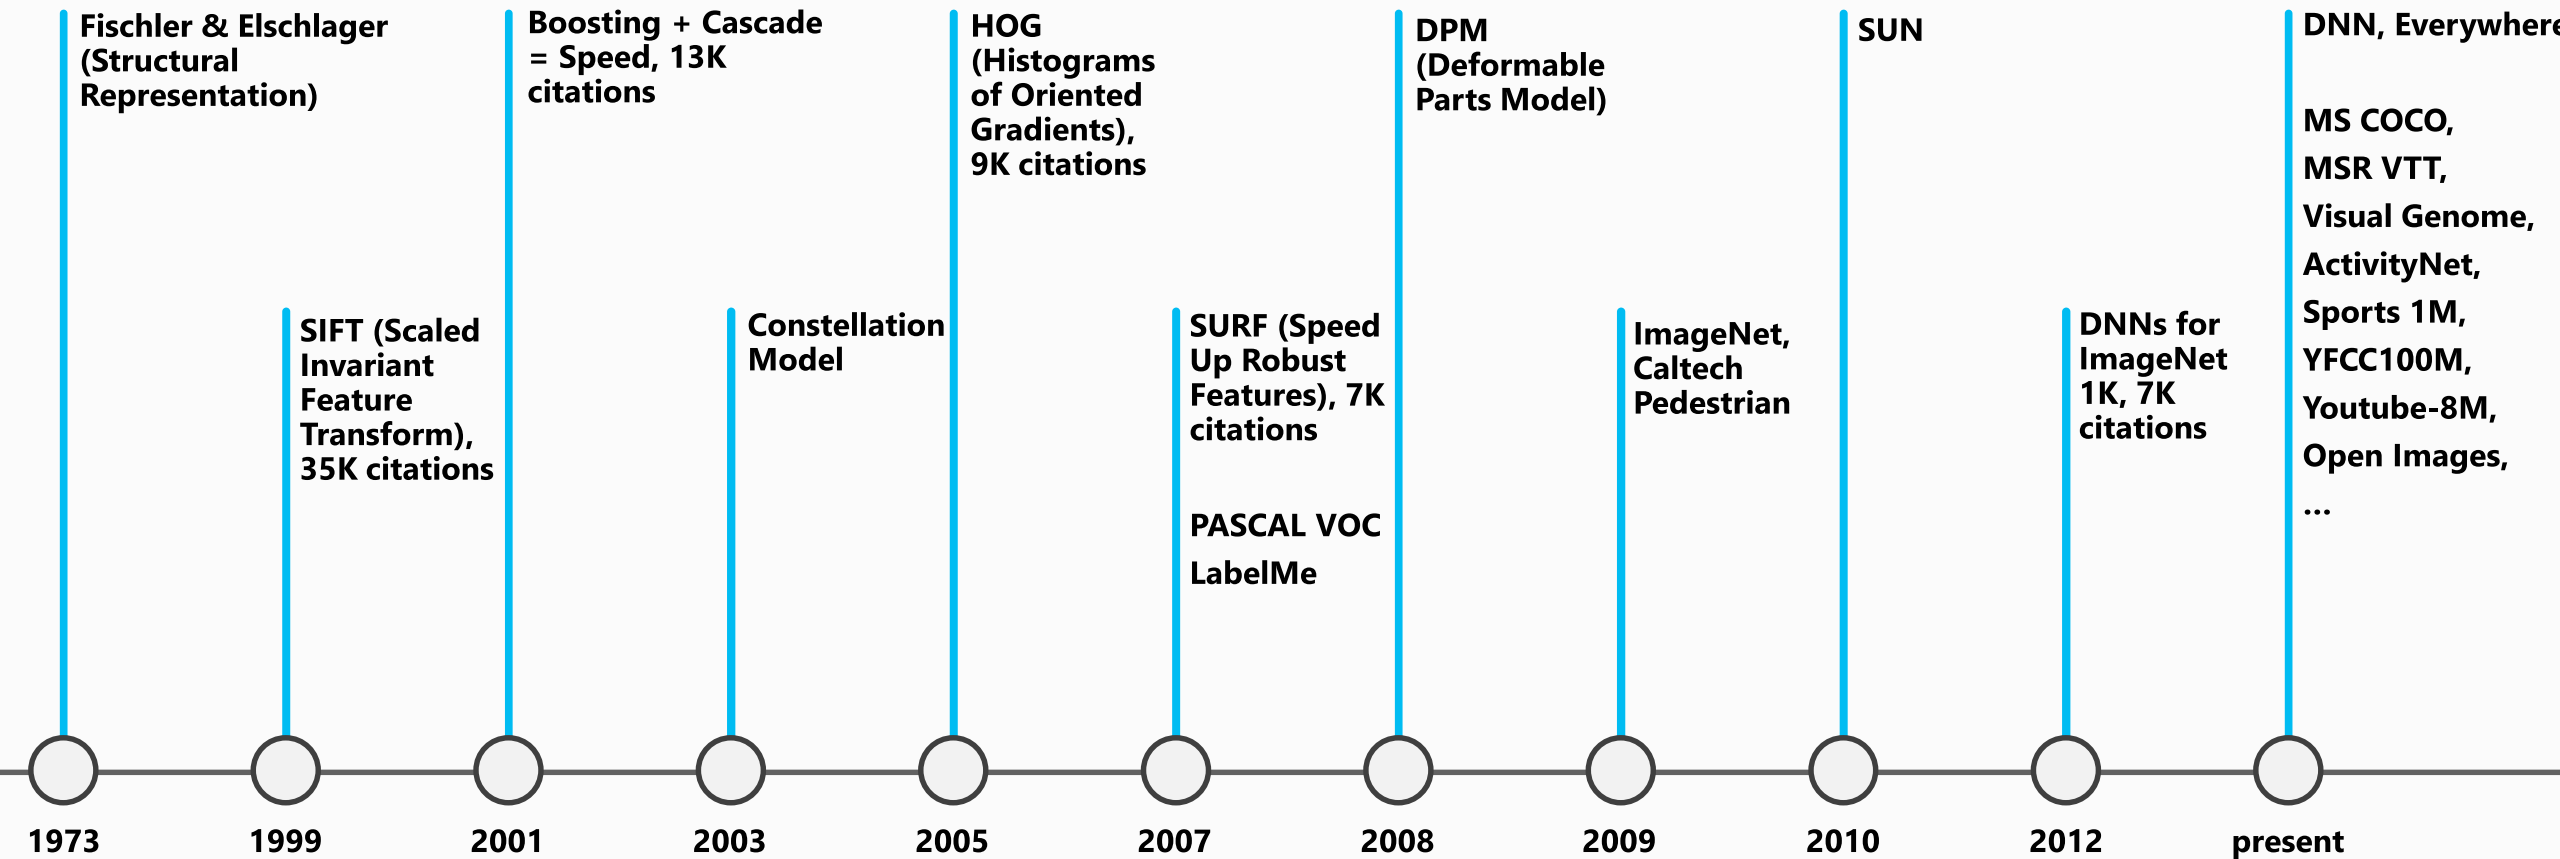 Fischler & Elschlager
(Structural
Representation)
SIFT (Scaled
Invariant
Feature
Transform),
35K citations
Boosting + Cascade
= Speed, 13K
citations
Constellation
Model
HOG
(Histograms
of Oriented
Gradients),
9K citations
SURF (Speed
Up Robust
Features), 7K
citations
PASCAL VOC
LabelMe
DPM
(Deformable
Parts Model)
ImageNet,
Caltech
Pedestrian
SUN
DNNs for
ImageNet
1K, 7K
citations
DNN, Everywhere
MS COCO,
MSR VTT,
Visual Genome,
ActivityNet,
Sports 1M,
YFCC100M,
Youtube-8M,
Open Images,
...
1973 1999 2001 2003 2005 2007 2008 2009 2010 2012 present